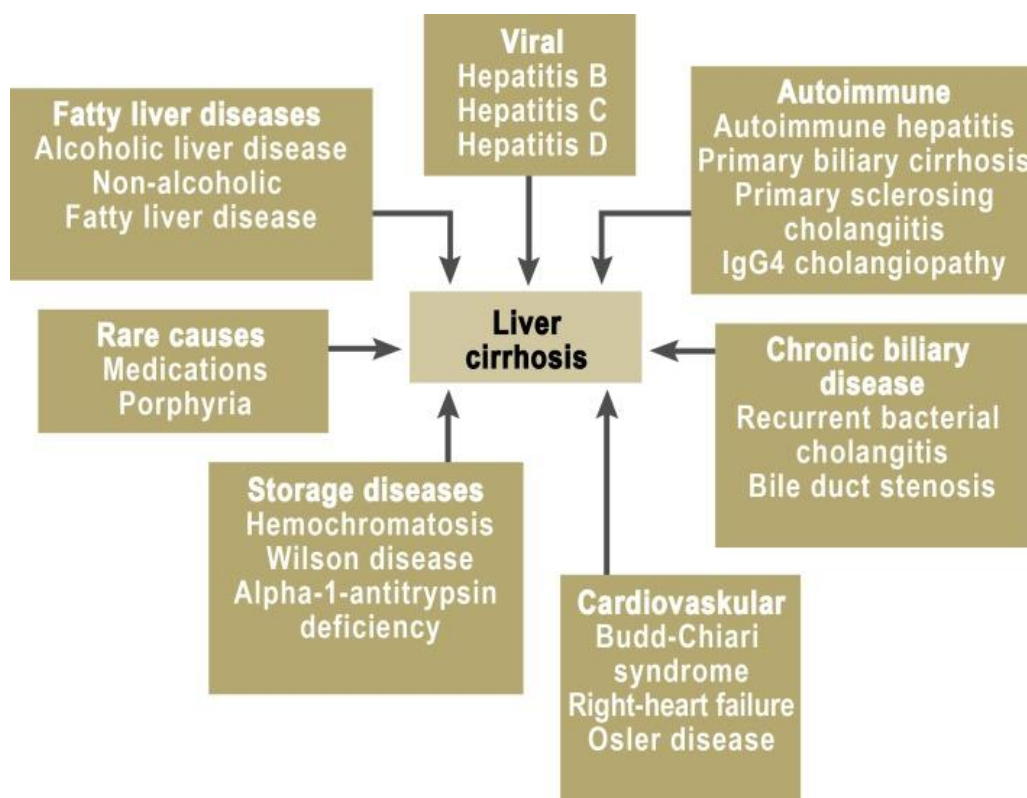 Viral
Hepatitis B
Hepatitis C
Hepatitis D
Fatty liver diseases
Alcoholic liver disease
Non-alcoholic
Fatty liver disease
Autoimmune
Autoimmune hepatitis
Primary biliary cirrhosis
Primary sclerosing
cholangiitis
IgG4 cholangiopathy
Liver
cirrhosis
Rare causes
Medications
Porphyria
Chronic biliary
disease
Recurrent bacterial
cholangitis
Bile duct stenosis
Storage diseases
Hemochromatosis
Wilson disease
Alpha-1-antitrypsin
deficiency
Cardiovaskular
Budd-Chiari
syndrome
Right-heart failure
Osler disease